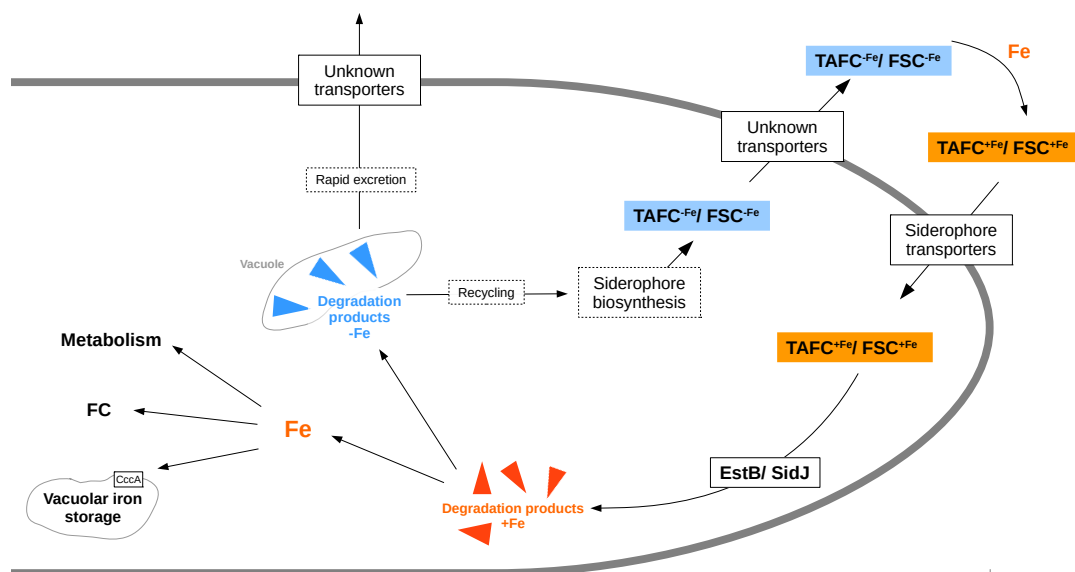 TAFC-Fe/ FSC-Fe
Fe
Unknown
transporters
Unknown
transporters
TAFC+Fe/ FSC+Fe
Rapid excretion
TAFC-Fe/ FSC-Fe
Siderophore
transporters
Vacuole
Degradation
products
-Fe
Recycling
Siderophore
biosynthesis
Metabolism
TAFC+Fe/ FSC+Fe
FC
Fe
CccA
Vacuolar iron
storage
EstB/ SidJ
Degradation products
+Fe